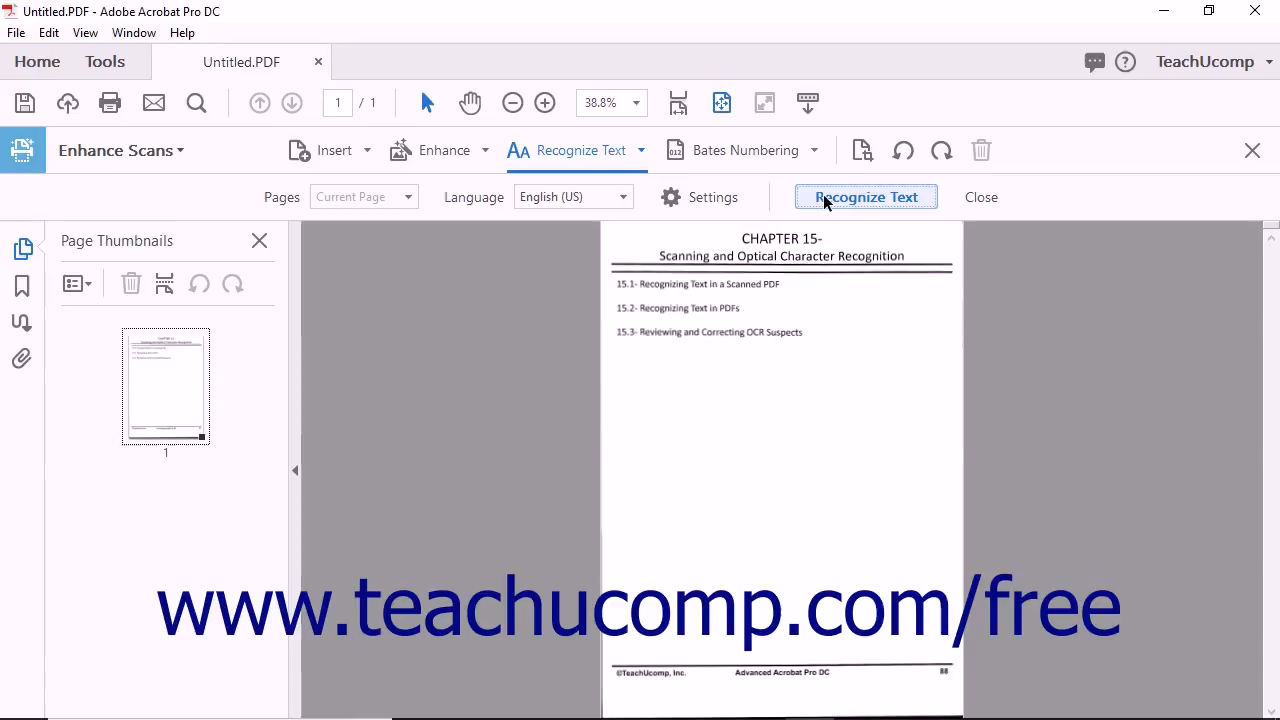 Untitled.PDF - Adobe Acrobat Pro DC
File Edit View Window Help
Home Tools Untitled.PDF TeachUcomp
1 / 1 38.8%
Enhance Scans Insert Enhance Recognize Text 012 Bates Numbering
Pages Current Page Language English (US) Settings Recognize Text Close
Page Thumbnails
1
CHAPTER 15-
Scanning and Optical Character Recognition
15.1- Recognizing Text in a Scanned PDF
15.2- Recognizing Text in PDFs
15.3- Reviewing and Correcting OCR Suspects
www.teachucomp.com/free
©TeachUcomp, Inc. Advanced Acrobat Pro DC 88